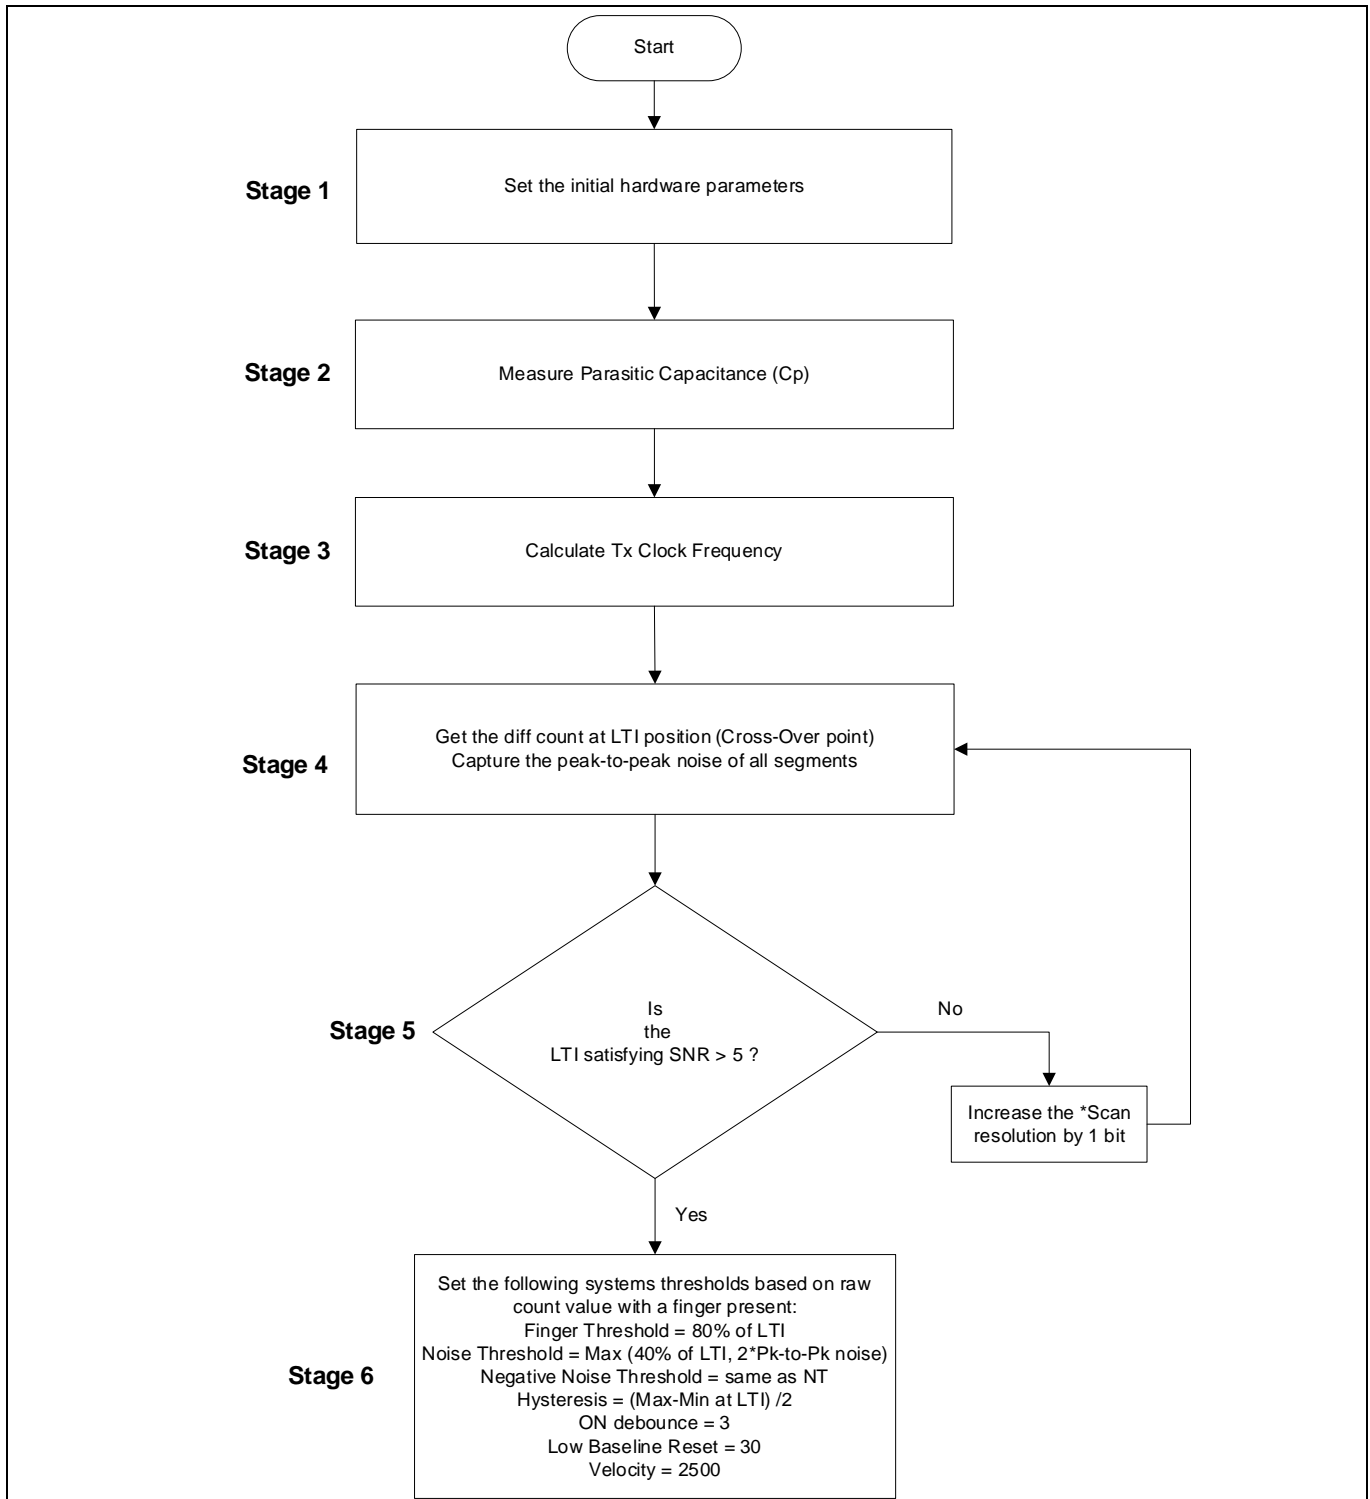 Start
Stage 1
Set the initial hardware parameters
Stage 2
Measure Parasitic Capacitance (Cp)
Stage 3
Calculate Tx Clock Frequency
Stage 4
Get the diff count at LTI position (Cross-Over point)
Capture the peak-to-peak noise of all segments
Stage 5
Is
the
LTI satisfying SNR > 5 ?
No
Increase the *Scan
resolution by 1 bit
Yes
Stage 6
Set the following systems thresholds based on raw
count value with a finger present:
Finger Threshold = 80% of LTI
Noise Threshold = Max (40% of LTI, 2*Pk-to-Pk noise)
Negative Noise Threshold = same as NT
Hysteresis = (Max-Min at LTI) /2
ON debounce = 3
Low Baseline Reset = 30
Velocity = 2500